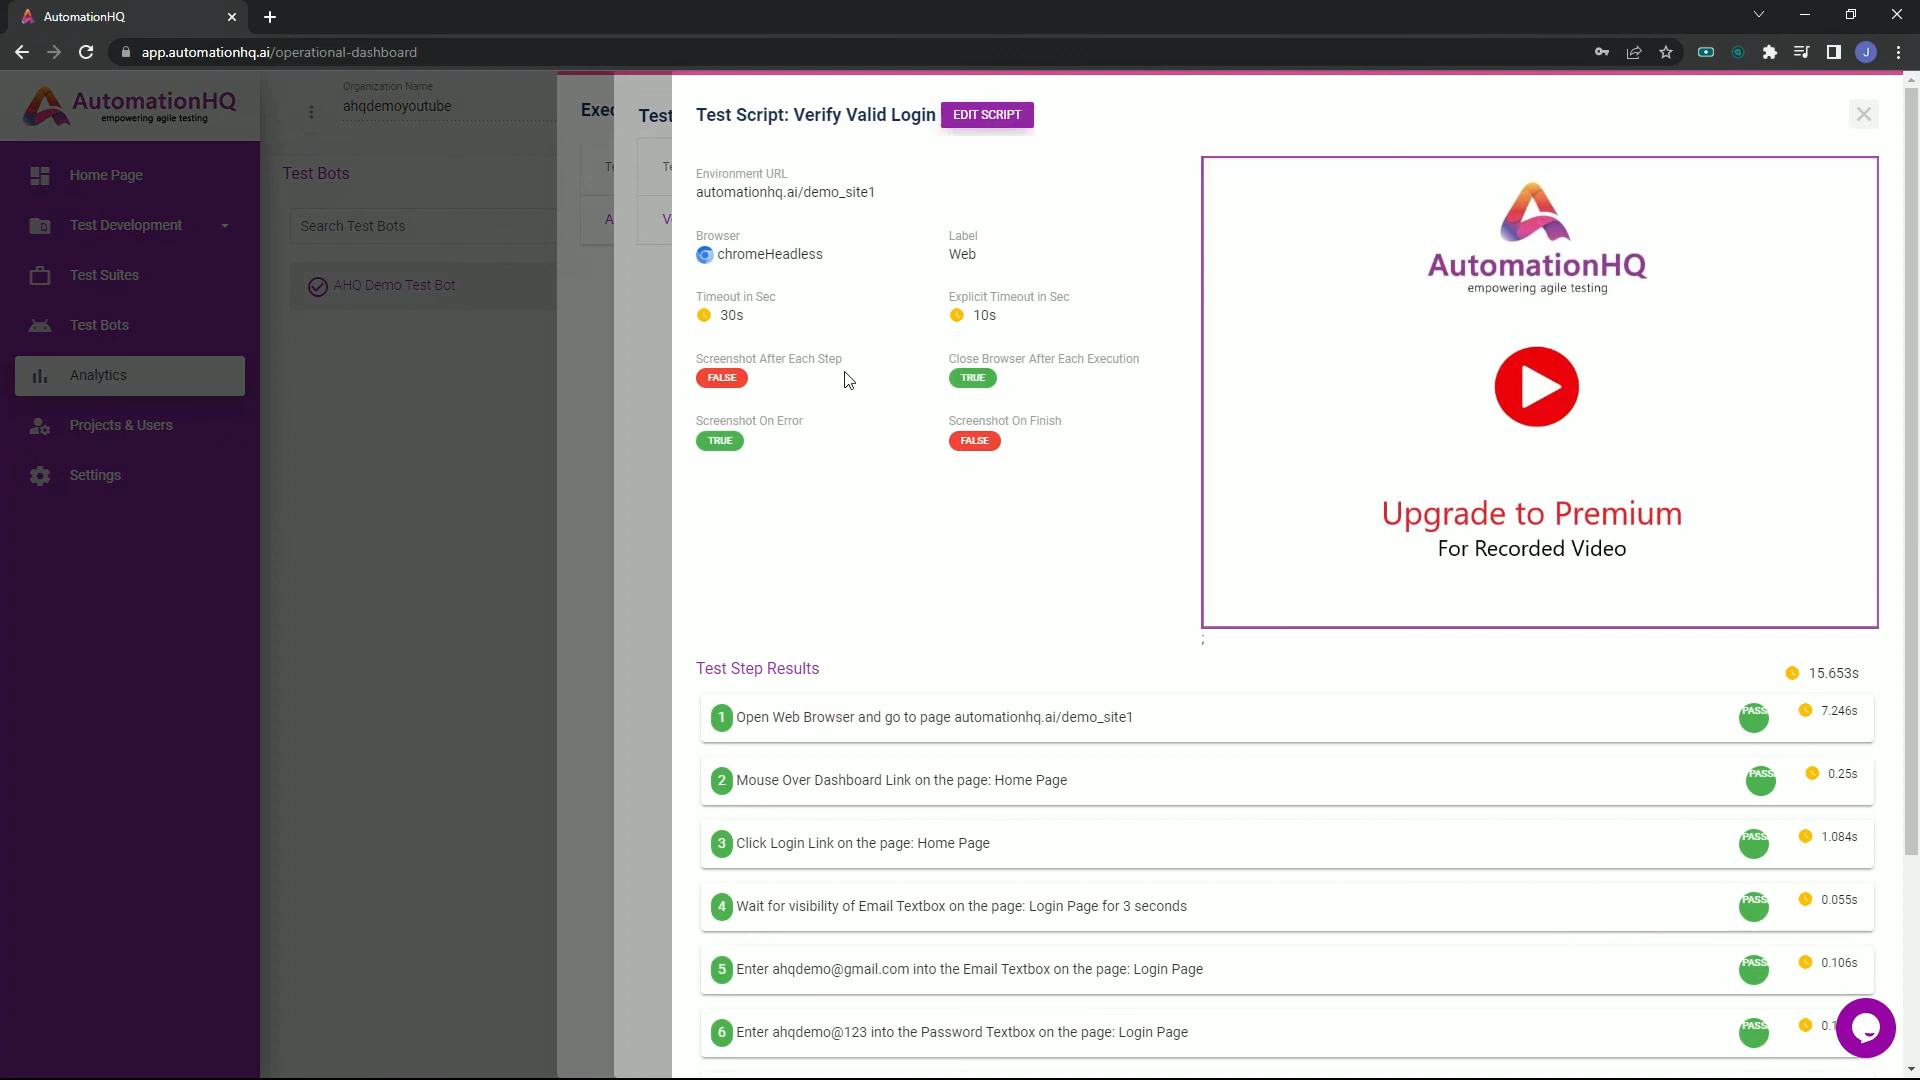 AutomationHQ
app.automationhq.ai/operational-dashboard
J
AutomationHQ
empowering agile testing
Home Page
Test Development
Test Suites
Test Bots
Analytics
Projects & Users
Settings
Organization Name
ahqdemoyoutube
Test Bots
Search Test Bots
AHQ Demo Test Bot
Exec
Te
A
Test
Te
Test Script: Verify Valid Login
EDIT SCRIPT
Environment URL
automationhq.ai/demo_site1
Browser
chromeHeadless
Label
Web
Timeout in Sec
30s
Explicit Timeout in Sec
10s
Screenshot After Each Step
FALSE
Close Browser After Each Execution
TRUE
Screenshot On Error
TRUE
Screenshot On Finish
FALSE
AutomationHQ
empowering agile testing
Upgrade to Premium
For Recorded Video
;
Test Step Results
15.653s
1 Open Web Browser and go to page automationhq.ai/demo_site1
PASS
7.246s
2 Mouse Over Dashboard Link on the page: Home Page
PASS
0.25s
3 Click Login Link on the page: Home Page
PASS
1.084s
4 Wait for visibility of Email Textbox on the page: Login Page for 3 seconds
PASS
0.055s
5 Enter ahqdemo@gmail.com into the Email Textbox on the page: Login Page
PASS
0.106s
6 Enter ahqdemo@123 into the Password Textbox on the page: Login Page
PASS